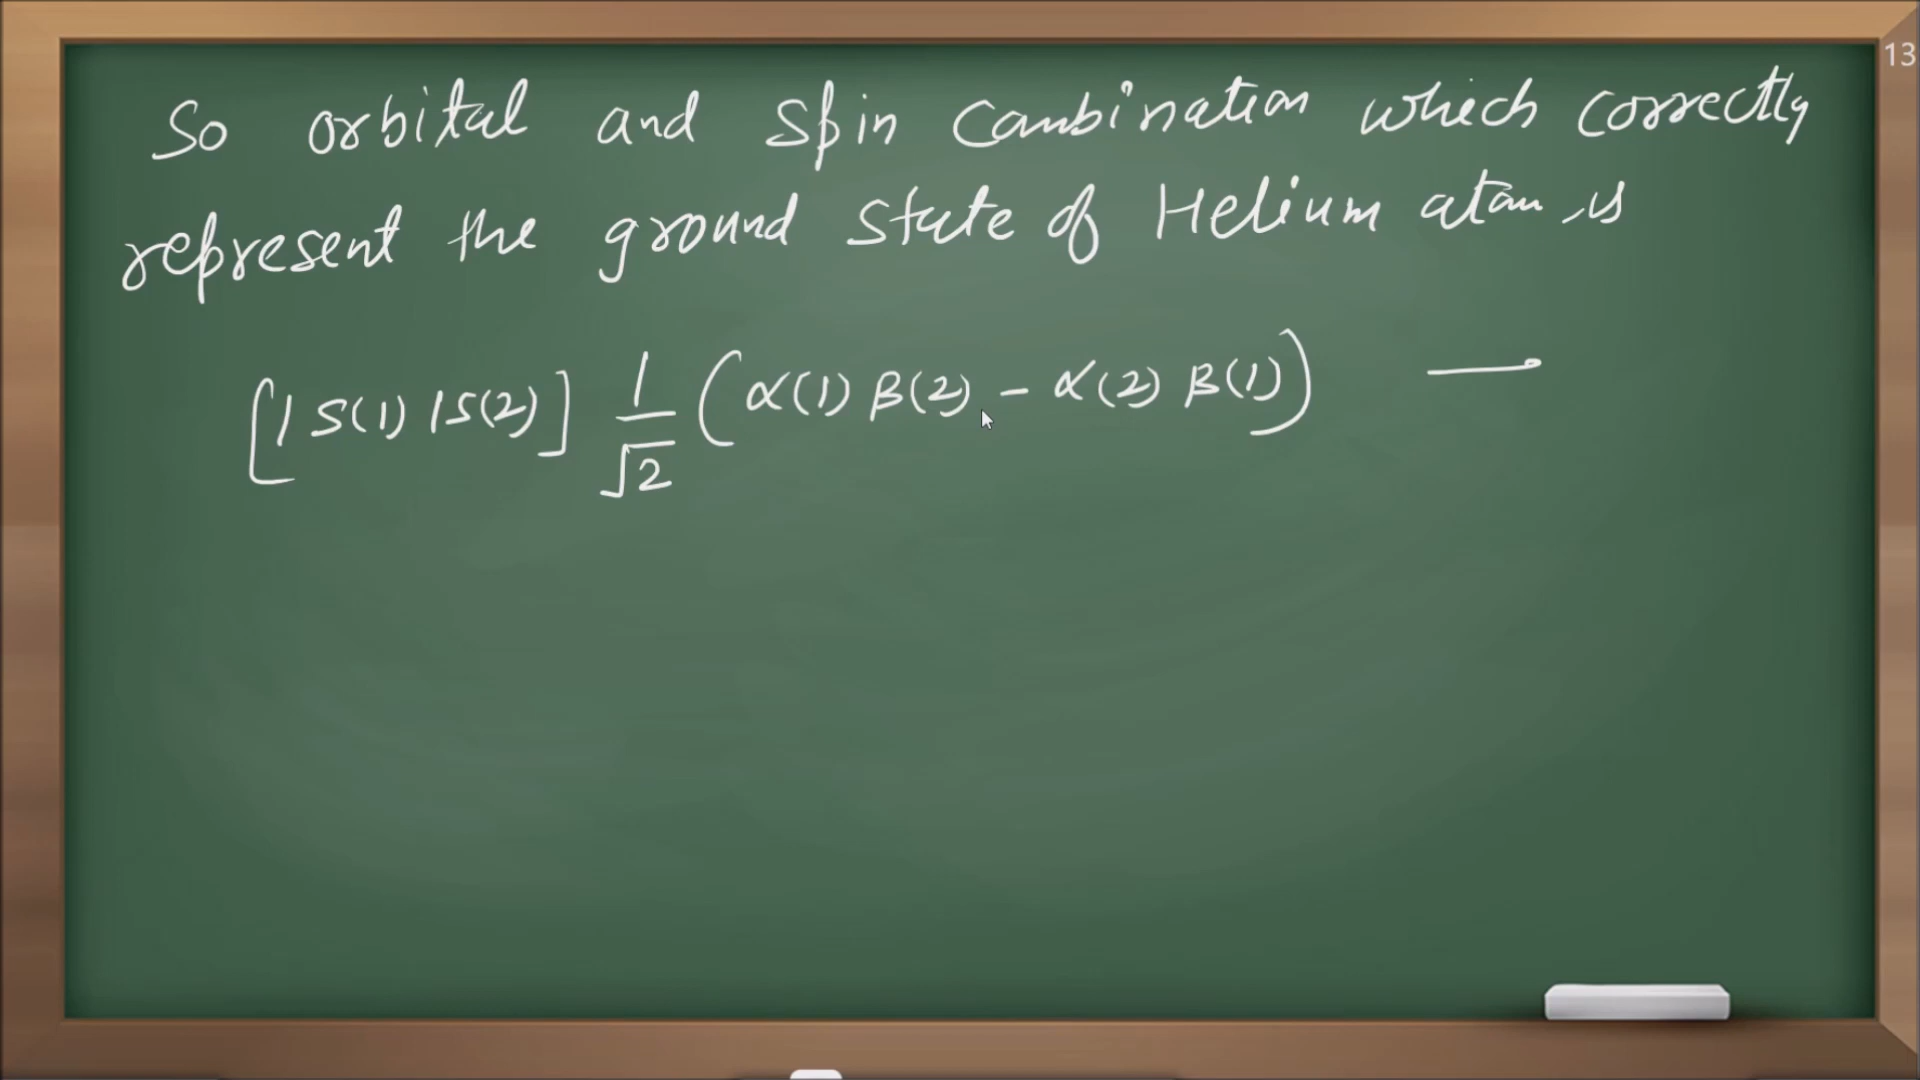 13
So orbital and spin combination which correctly
represent the ground state of Helium atom is
[1S(1) 1S(2)] 1/√2 (α(1) β(2) - α(2) β(1)) —